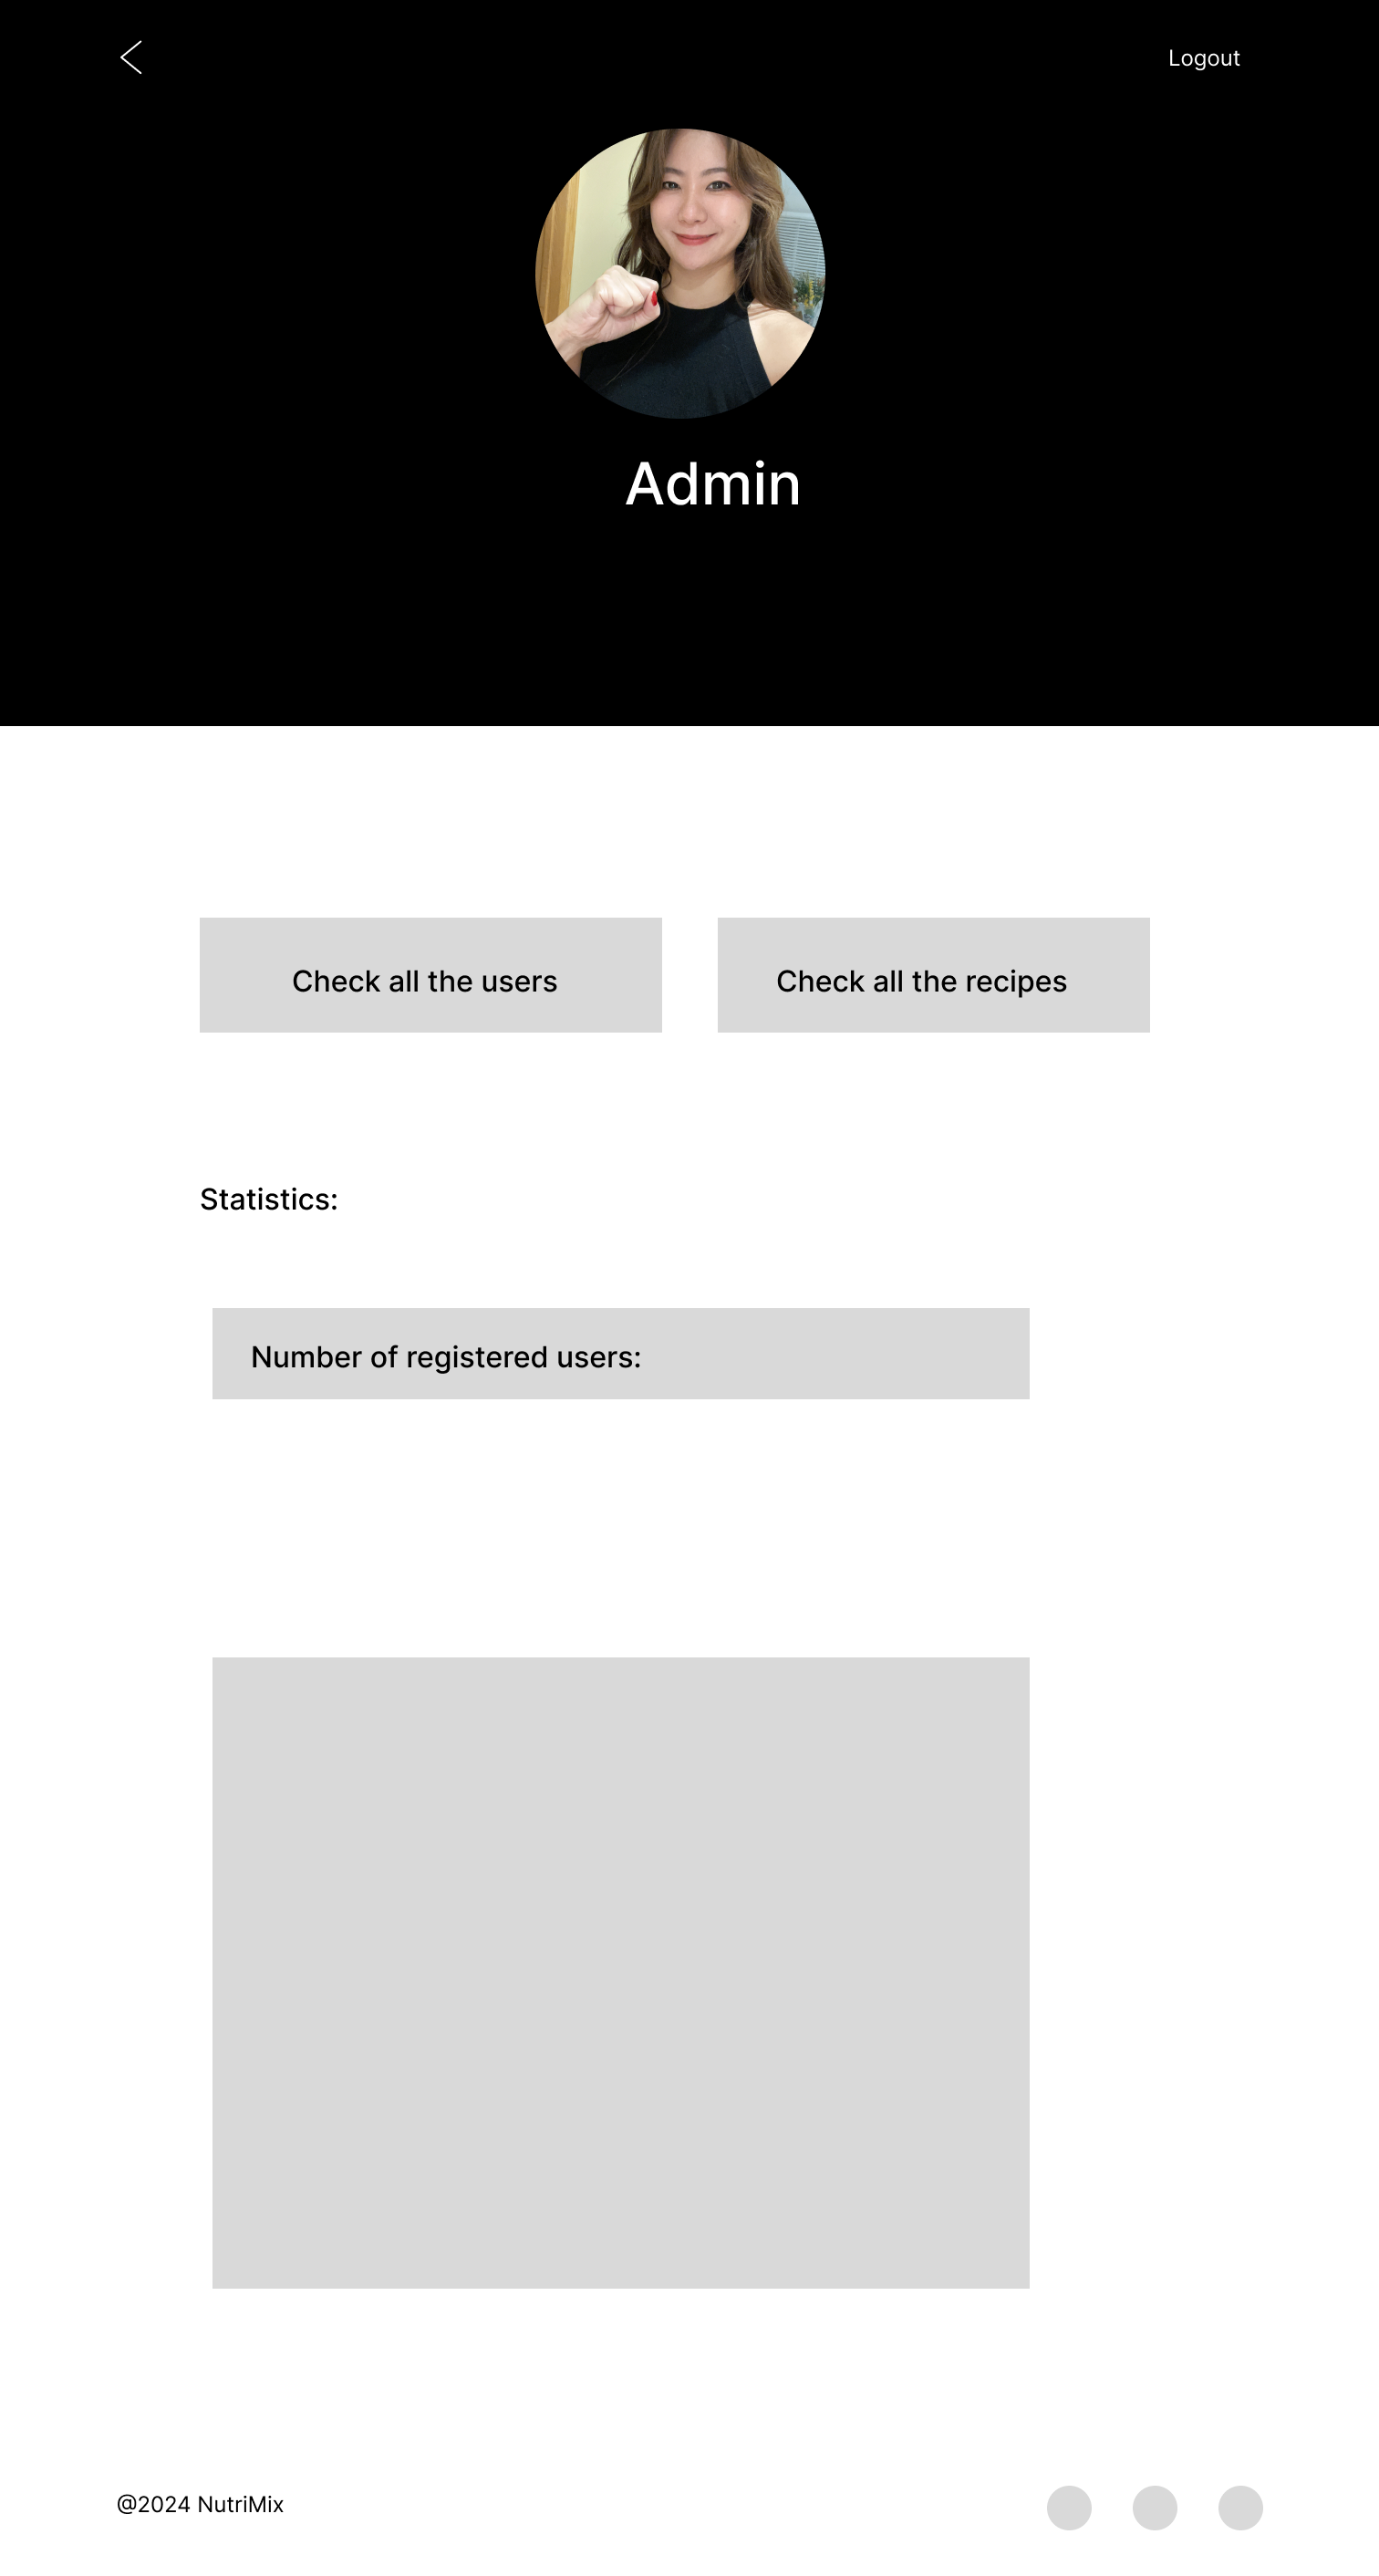 Logout
Admin
Check all the users
Check all the recipes
Statistics:
Number of registered users:
@2024 NutriMix